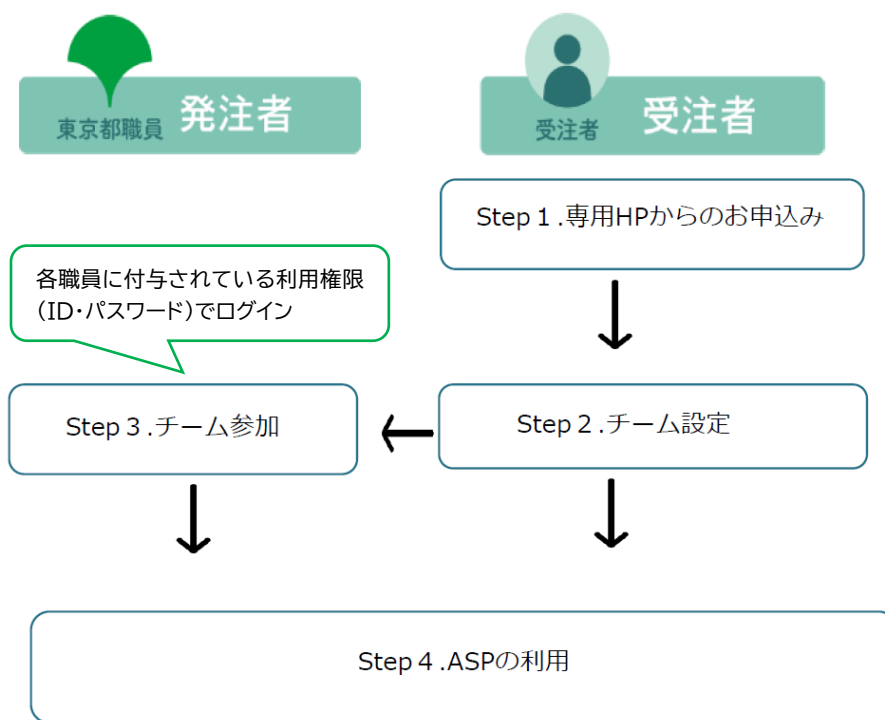 東京都職員 発注者
受注者 受注者
Step 1.専用HPからのお申込み
各職員に付与されている利用権限
(ID・パスワード)でログイン
Step 3.チーム参加
Step 2.チーム設定
Step 4.ASPの利用